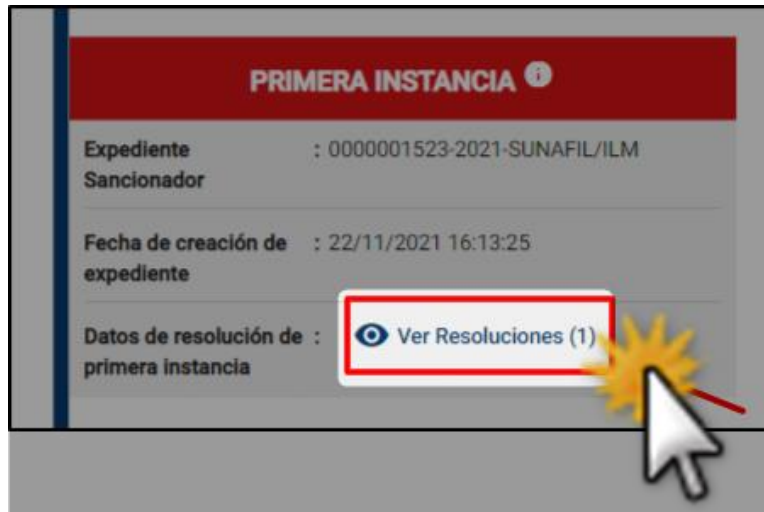 PRIMERA INSTANCIA
Expediente : 0000001523-2021-SUNAFIL/ILM
Sancionador
Fecha de creación de : 22/11/2021 16:13:25
expediente
Datos de resolución de : Ver Resoluciones (1)
primera instancia